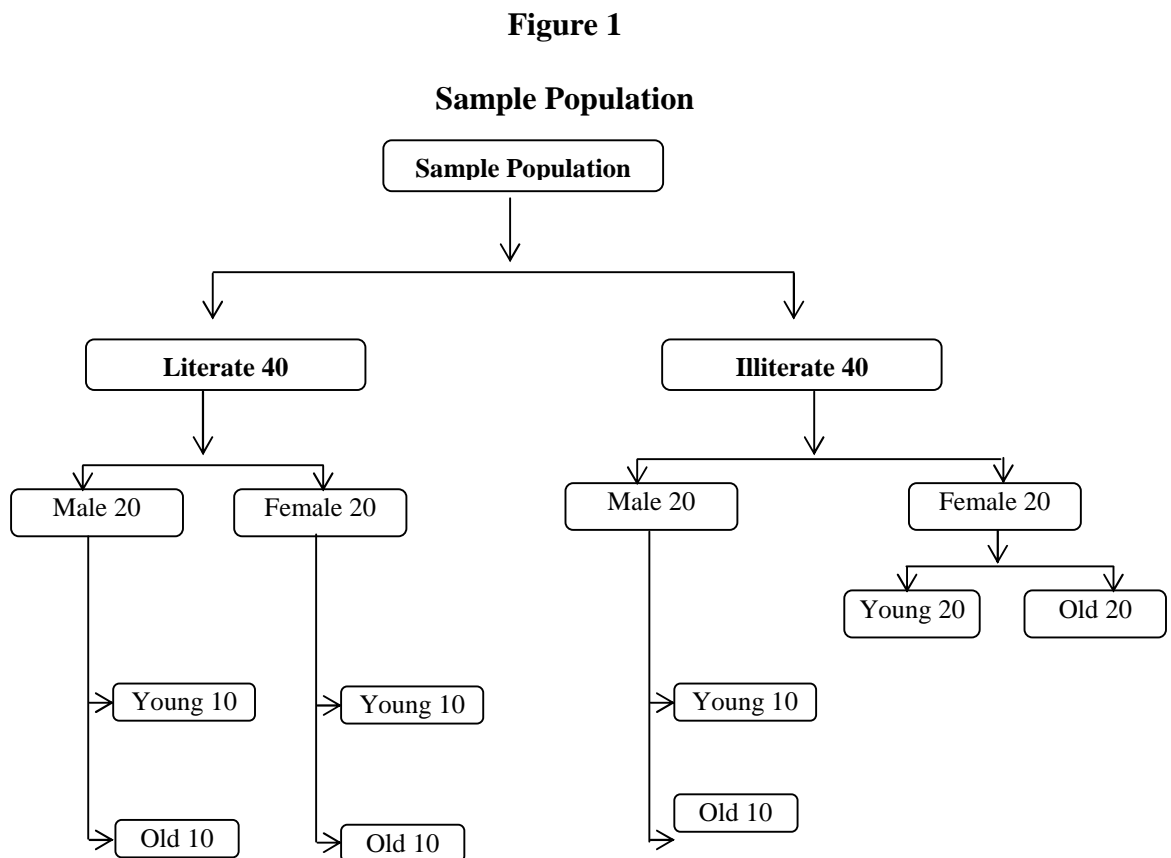 Figure 1
Sample Population
Sample Population
Literate 40
Illiterate 40
Male 20
Female 20
Male 20
Female 20
Young 20
Old 20
Young 10
Young 10
Young 10
Old 10
Old 10
Old 10